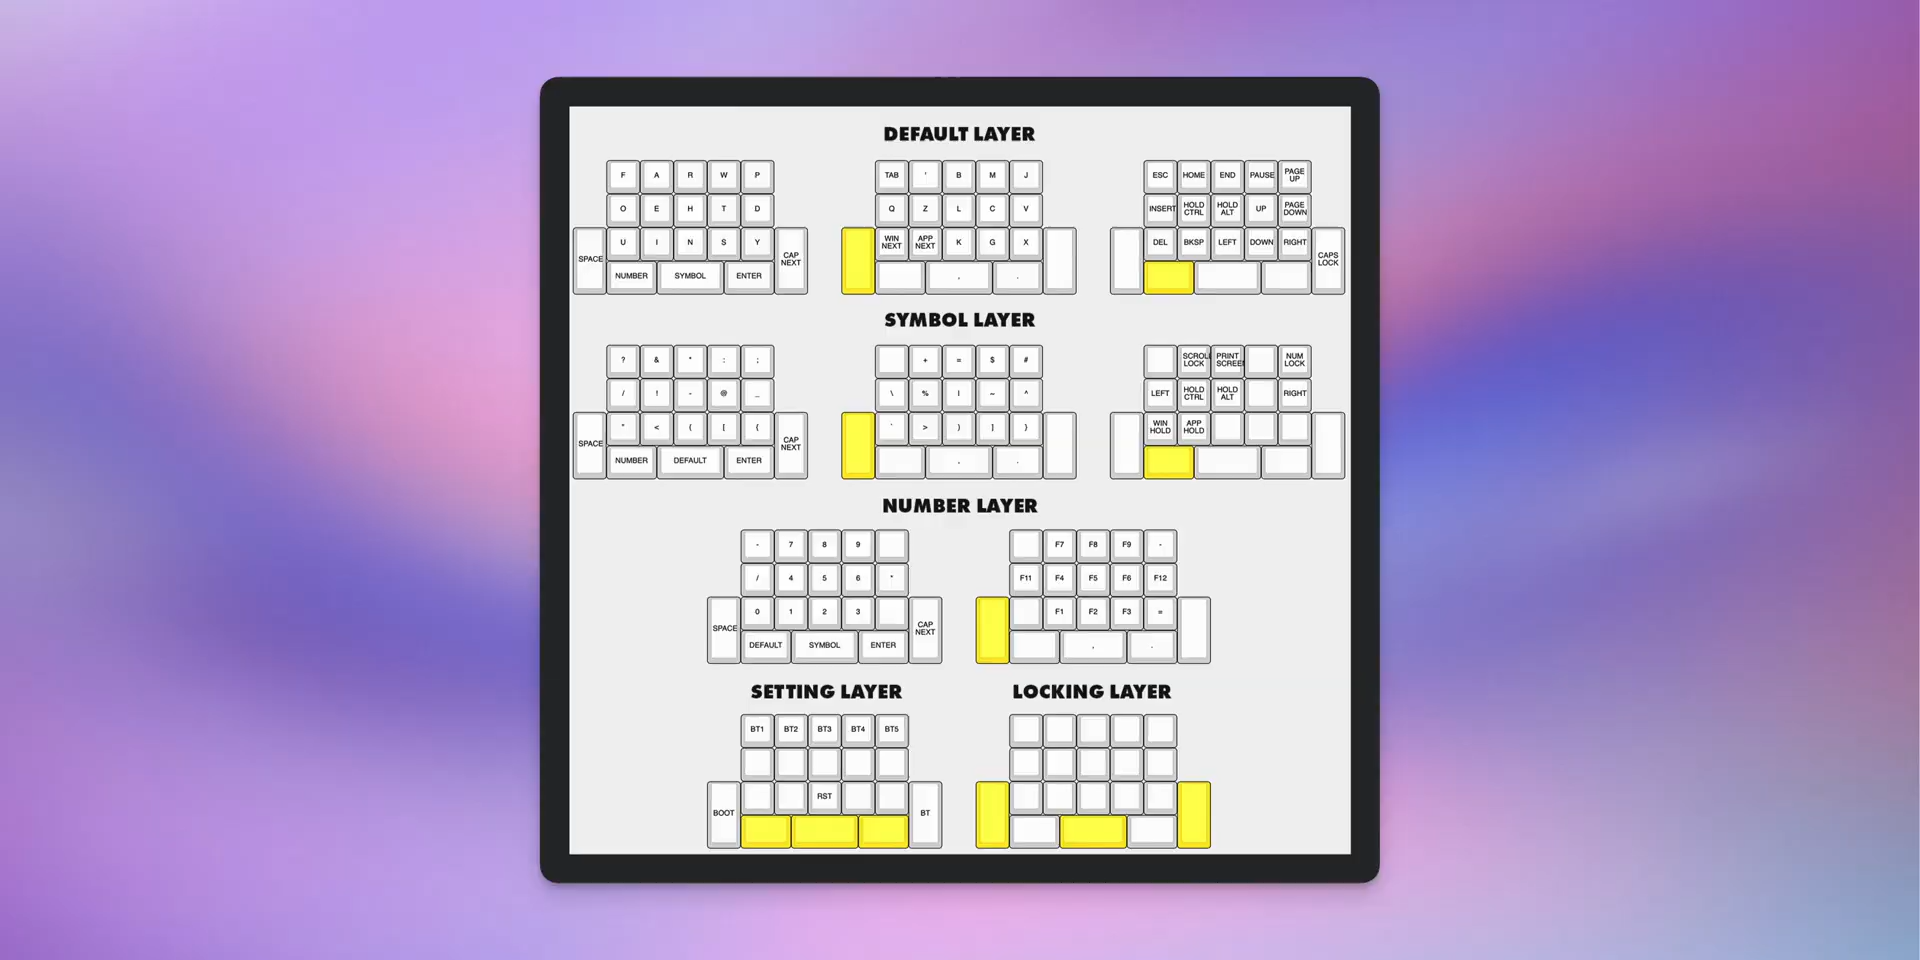 DEFAULT LAYER
F A R W P
O E H T D
SPACE U I N S Y CAP NEXT
NUMBER SYMBOL ENTER
TAB ' B M J
Q Z L C V
WIN NEXT APP NEXT K G X
, .
ESC HOME END PAUSE PAGE UP
INSERT HOLD CTRL HOLD ALT UP PAGE DOWN
DEL BKSP LEFT DOWN RIGHT CAPS LOCK
SYMBOL LAYER
? & * : ;
/ ! - @ _
SPACE " < ( [ { CAP NEXT
NUMBER DEFAULT ENTER
+ = $ #
\ % | ~ ^
` > ) ] }
, .
SCROLL LOCK PRINT SCREEN NUM LOCK
LEFT HOLD CTRL HOLD ALT RIGHT
WIN HOLD APP HOLD
NUMBER LAYER
- 7 8 9
/ 4 5 6 *
SPACE 0 1 2 3 CAP NEXT
DEFAULT SYMBOL ENTER
F7 F8 F9 -
F11 F4 F5 F6 F12
F1 F2 F3 =
, .
SETTING LAYER
BT1 BT2 BT3 BT4 BT5
BOOT RST BT
LOCKING LAYER